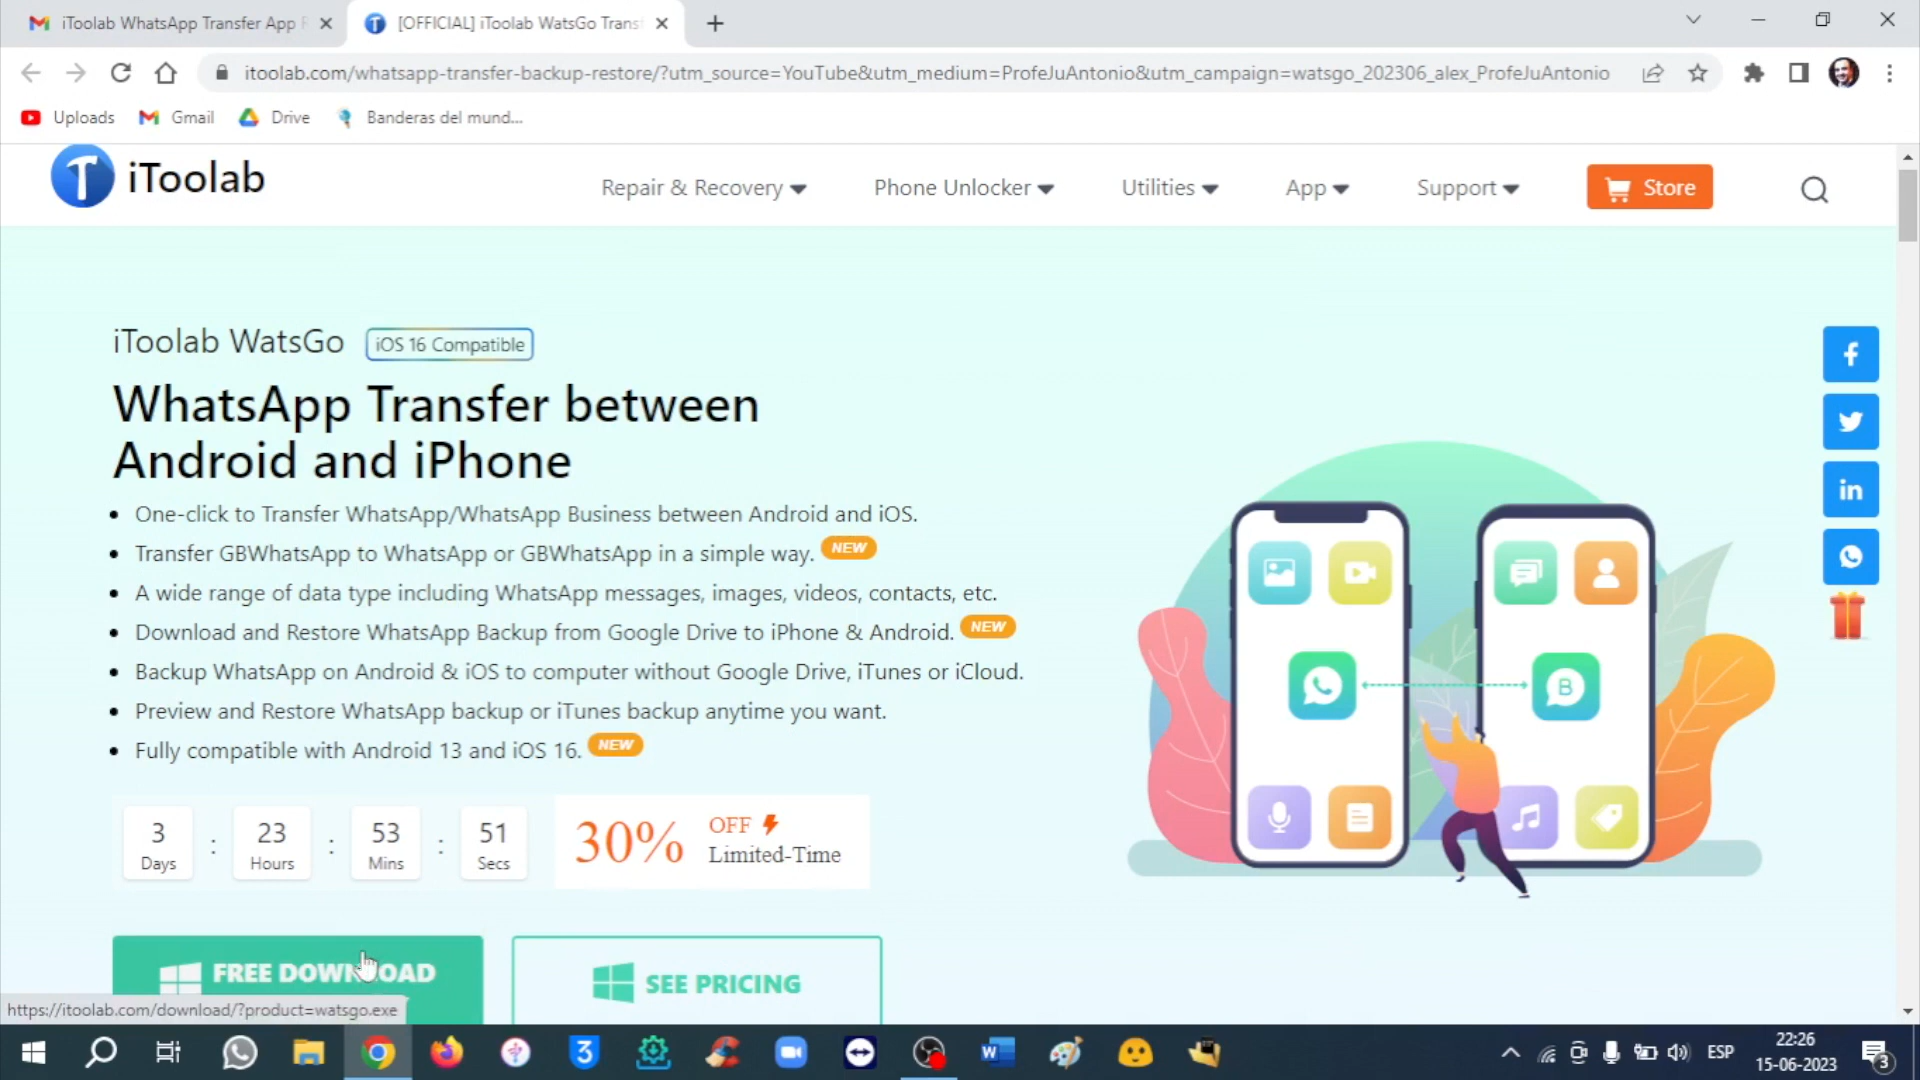 iToolab WhatsApp Transfer App
[OFFICIAL] iToolab WatsGo Trans
itoolab.com/whatsapp-transfer-backup-restore/?utm_source=YouTube&utm_medium=ProfeJuAntonio&utm_campaign=watsgo_202306_alex_ProfeJuAntonio
Uploads
Gmail
Drive
Banderas del mund...
iToolab
Repair & Recovery
Phone Unlocker
Utilities
App
Support
Store
iToolab WatsGo
iOS 16 Compatible
WhatsApp Transfer between
Android and iPhone
• One-click to Transfer WhatsApp/WhatsApp Business between Android and iOS.
• Transfer GBWhatsApp to WhatsApp or GBWhatsApp in a simple way. NEW
• A wide range of data type including WhatsApp messages, images, videos, contacts, etc.
• Download and Restore WhatsApp Backup from Google Drive to iPhone & Android. NEW
• Backup WhatsApp on Android & iOS to computer without Google Drive, iTunes or iCloud.
• Preview and Restore WhatsApp backup or iTunes backup anytime you want.
• Fully compatible with Android 13 and iOS 16. NEW
3 : 23 : 53 : 51
Days Hours Mins Secs
30% OFF
Limited-Time
FREE DOWNLOAD
SEE PRICING
https://itoolab.com/download/?product=watsgo.exe
ESP
22:26
15-06-2023
3